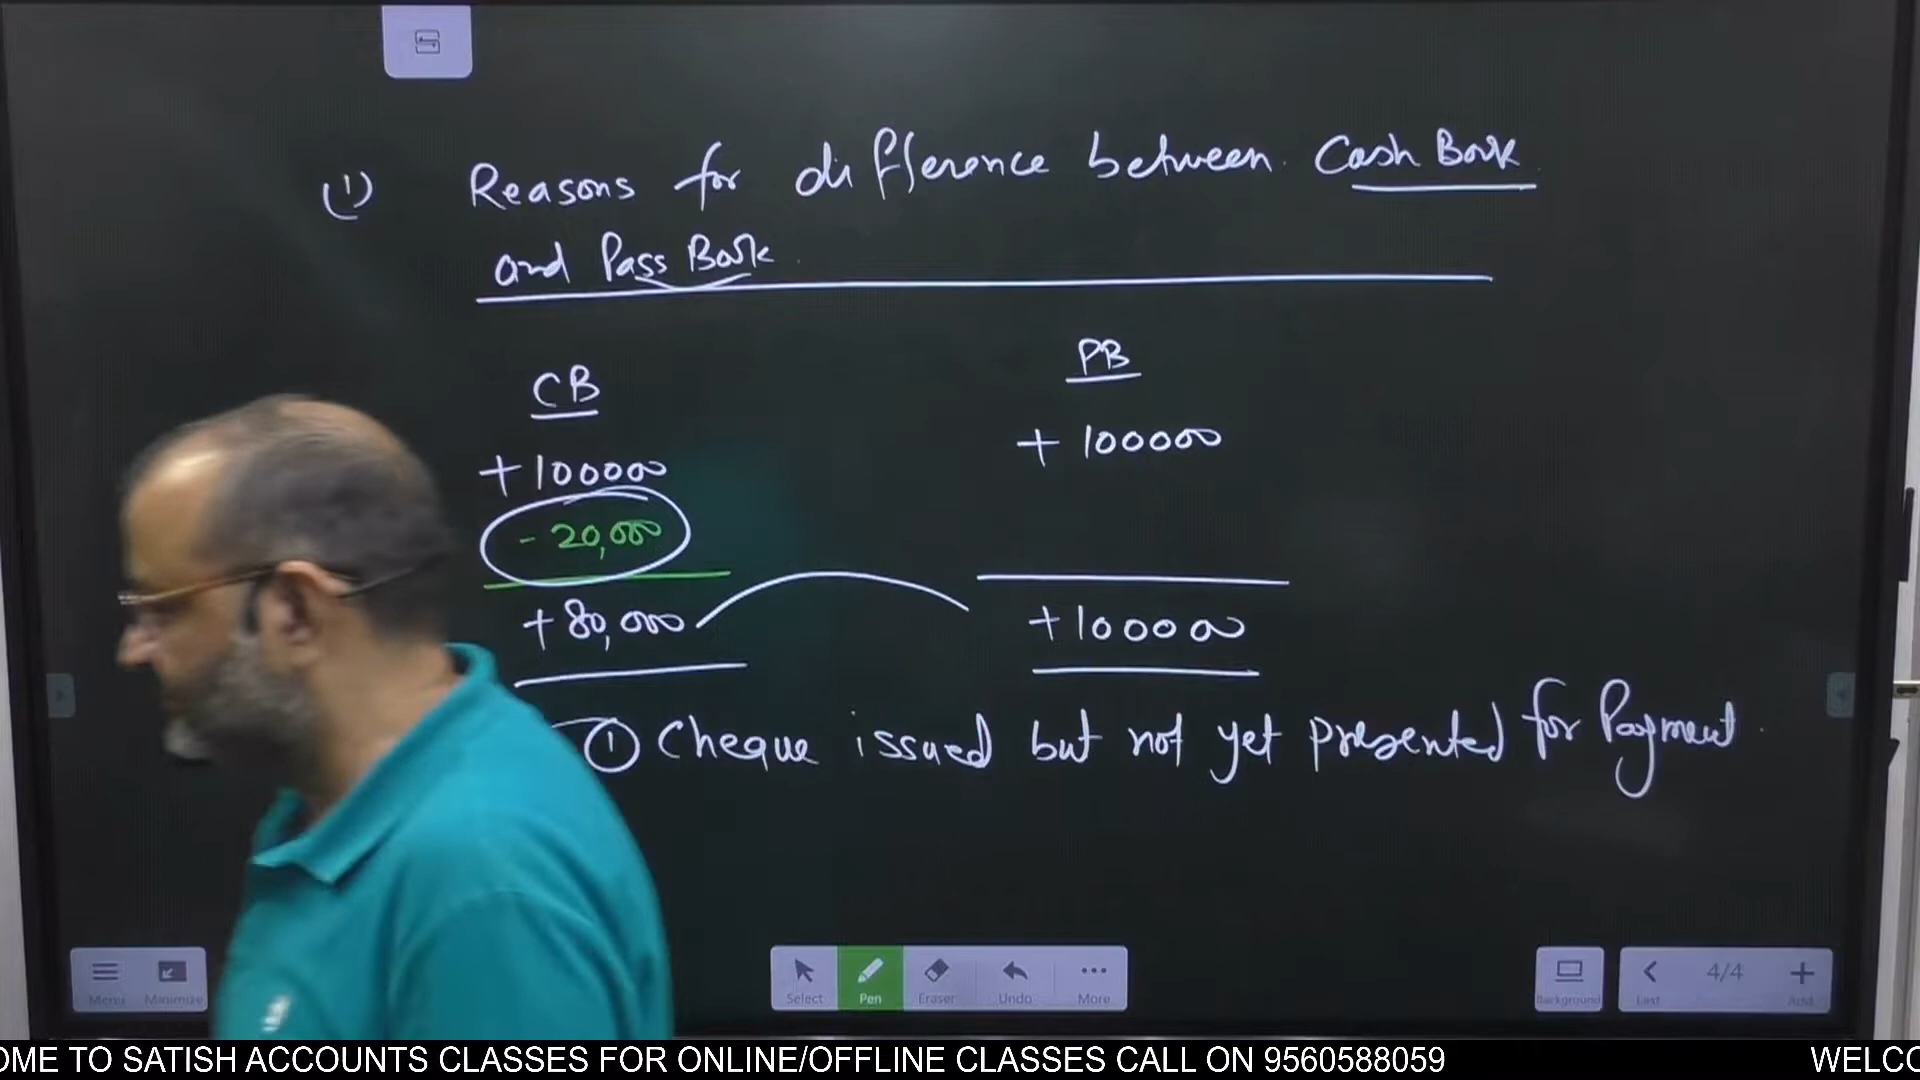 (1) Reasons for difference between Cash Book
and Pass Book
CB
PB
+100000
+ 100000
- 20,000
+80,000
+100000
① Cheque issued but not yet presented for Payment
Menu
Minimize
Select
Pen
Eraser
Undo
More
Background
Last
4/4
Add
OME TO SATISH ACCOUNTS CLASSES FOR ONLINE/OFFLINE CLASSES CALL ON 9560588059
WELCO